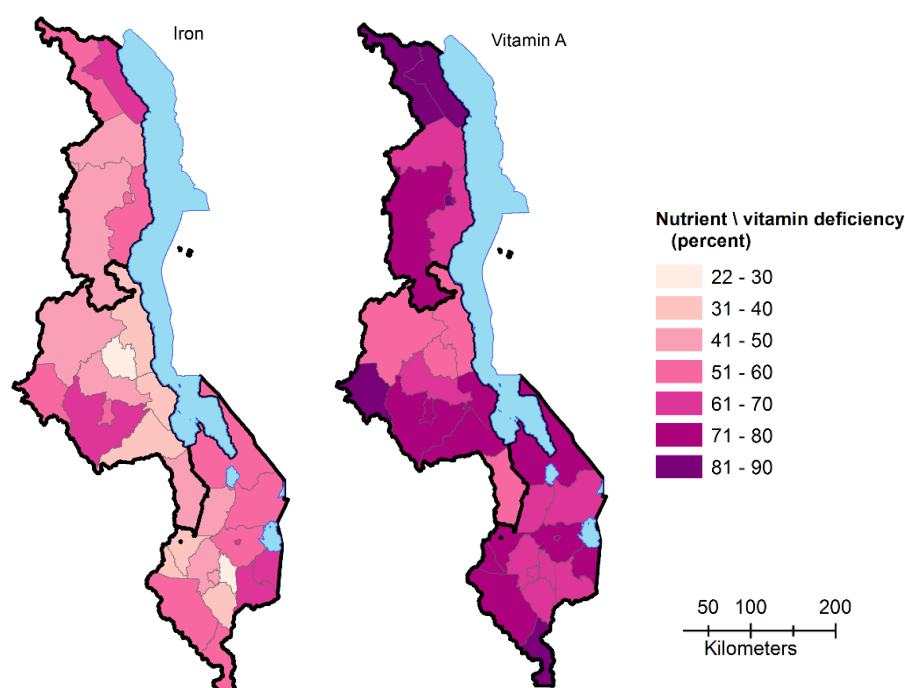 Iron
Vitamin A
Nutrient \ vitamin deficiency
(percent)
22 - 30
31 - 40
41 - 50
51 - 60
61 - 70
71 - 80
81 - 90
50 100 200
Kilometers